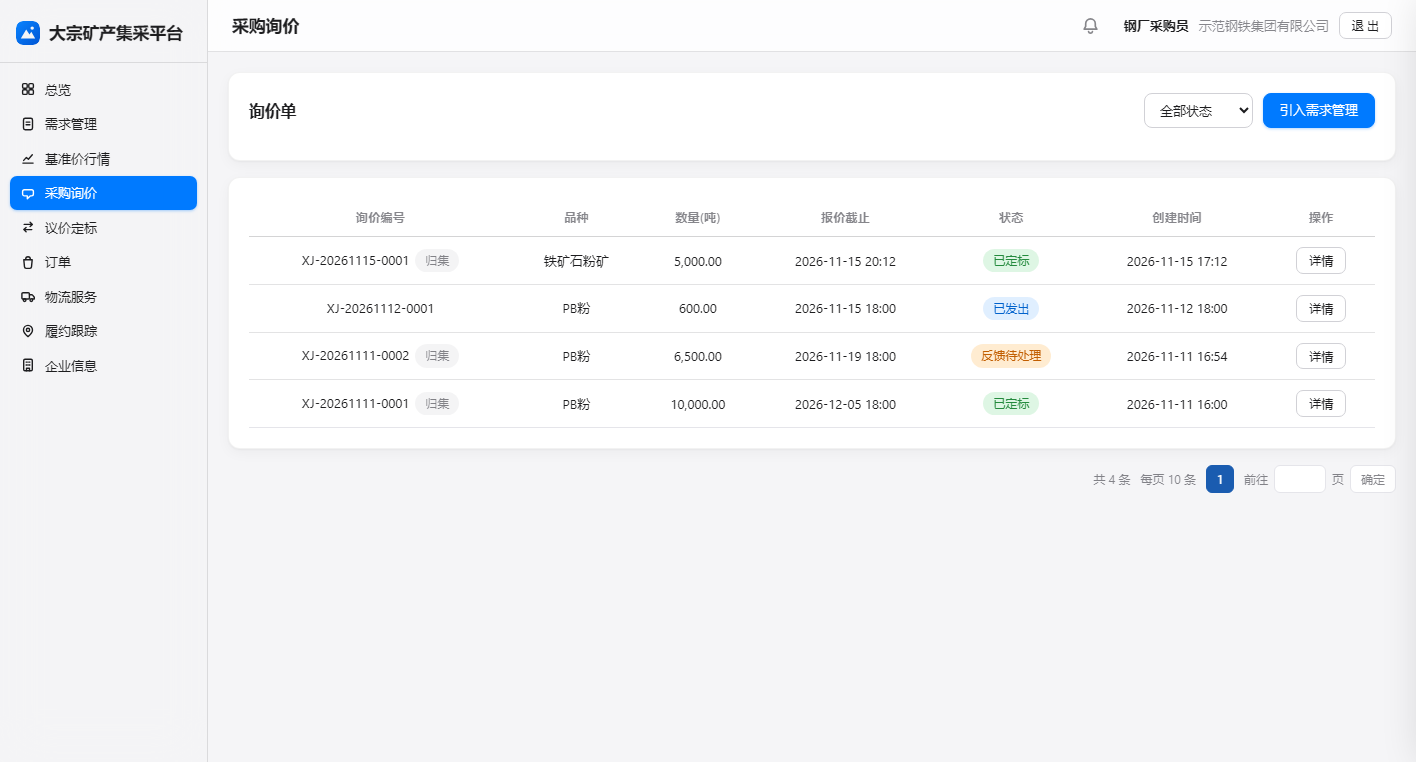 大宗矿产集采平台
总览
需求管理
基准价行情
采购询价
议价定标
订单
物流服务
履约跟踪
企业信息
采购询价
钢厂采购员 示范钢铁集团有限公司 退 出
询价单
全部状态 引入需求管理
询价编号 品种 数量(吨) 报价截止 状态 创建时间 操作
XJ-20261115-0001 归集 铁矿石粉矿 5,000.00 2026-11-15 20:12 已定标 2026-11-15 17:12 详情
XJ-20261112-0001 PB粉 600.00 2026-11-15 18:00 已发出 2026-11-12 18:00 详情
XJ-20261111-0002 归集 PB粉 6,500.00 2026-11-19 18:00 反馈待处理 2026-11-11 16:54 详情
XJ-20261111-0001 归集 PB粉 10,000.00 2026-12-05 18:00 已定标 2026-11-11 16:00 详情
共 4 条 每页 10 条 1 前往 页 确定